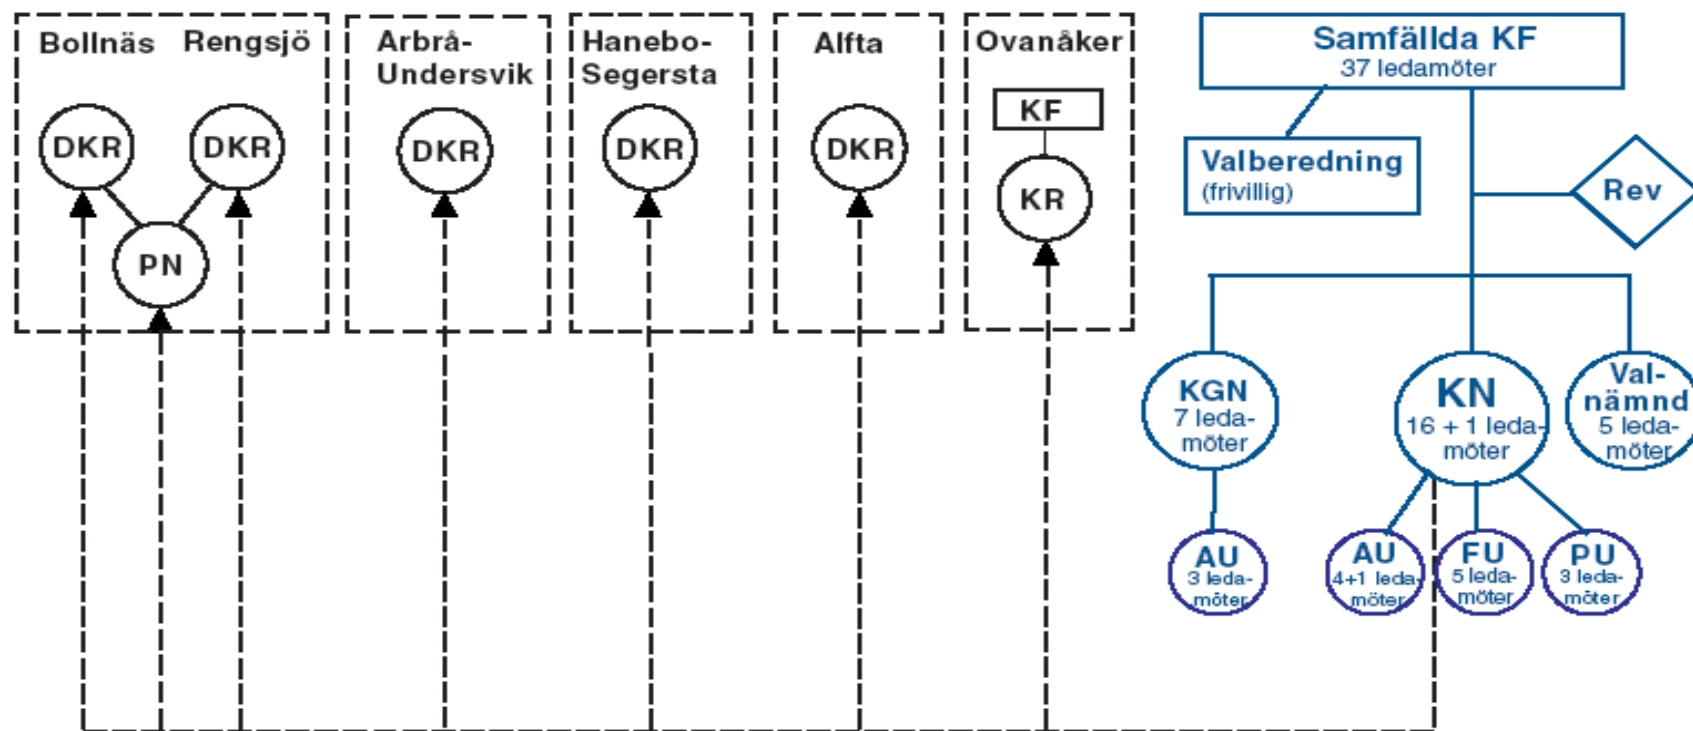 Bollnäs Rengsjö
DKR
DKR
PN
Arbrå-
Undersvik
DKR
Hanebo-
Segersta
DKR
Alfta
DKR
Ovanåker
KF
KR
Samfällda KF
37 ledamöter
Valberedning
(frivillig)
Rev
KGN
7 leda-
möter
KN
16 + 1 leda-
möter
Val-
nämnd
5 leda-
möter
AU
3 leda-
möter
AU
4+1 leda-
möter
FU
5 leda-
möter
PU
3 leda-
möter